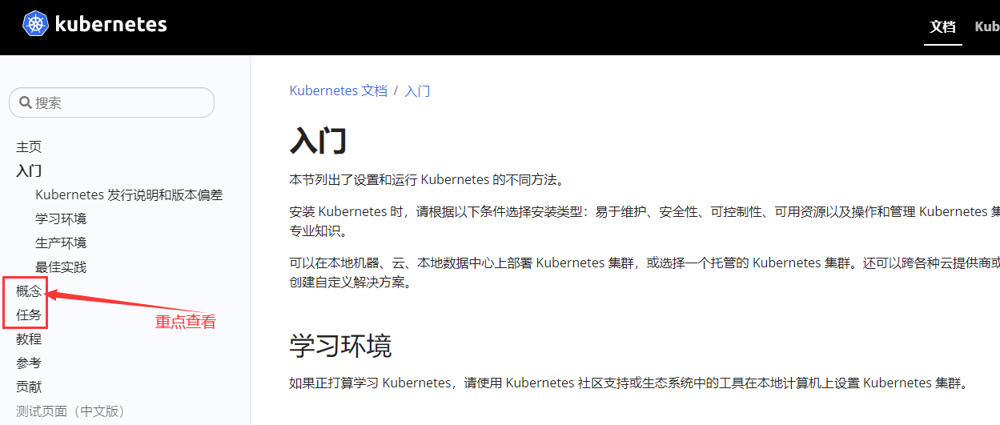 kubernetes
文档
Kub
搜索
主页
入门
Kubernetes 发行说明和版本偏差
学习环境
生产环境
最佳实践
概念
任务
重点查看
教程
参考
贡献
测试页面（中文版）
Kubernetes 文档 / 入门
入门
本节列出了设置和运行 Kubernetes 的不同方法。
安装 Kubernetes 时，请根据以下条件选择安装类型：易于维护、安全性、可控制性、可用资源以及操作和管理 Kubernetes 集
专业知识。
可以在本地机器、云、本地数据中心上部署 Kubernetes 集群，或选择一个托管的 Kubernetes 集群。还可以跨各种云提供商或
创建自定义解决方案。
学习环境
如果正打算学习 Kubernetes，请使用 Kubernetes 社区支持或生态系统中的工具在本地计算机上设置 Kubernetes 集群。